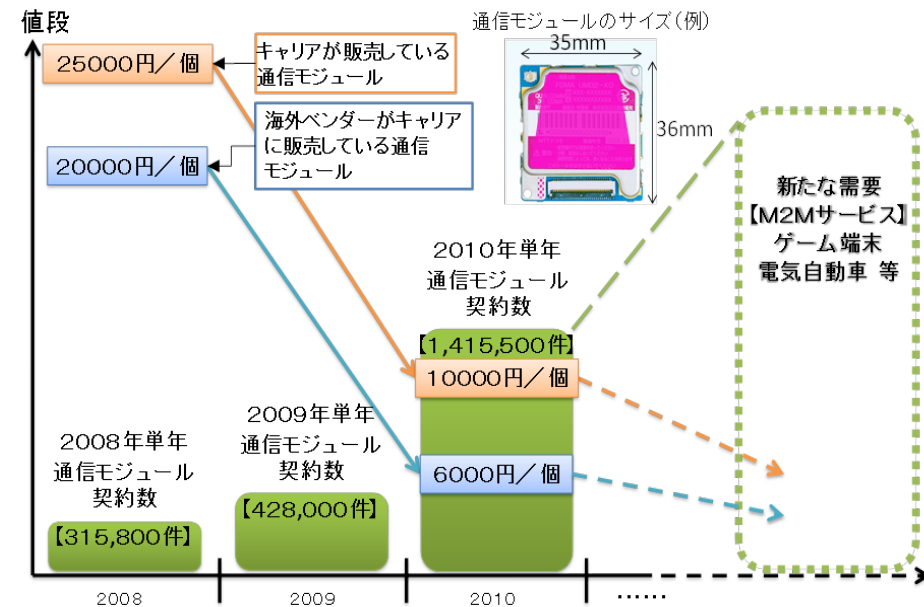 値段
通信モジュールのサイズ(例)
35mm
36mm
25000円／個
キャリアが販売している
通信モジュール
20000円／個
海外ベンダーがキャリア
に販売している通信
モジュール
新たな需要
【M2Mサービス】
ゲーム端末
電気自動車 等
2010年単年
通信モジュール
契約数
【1,415,500件】
10000円／個
6000円／個
2009年単年
通信モジュール
契約数
【428,000件】
2008年単年
通信モジュール
契約数
【315,800件】
2008
2009
2010
……